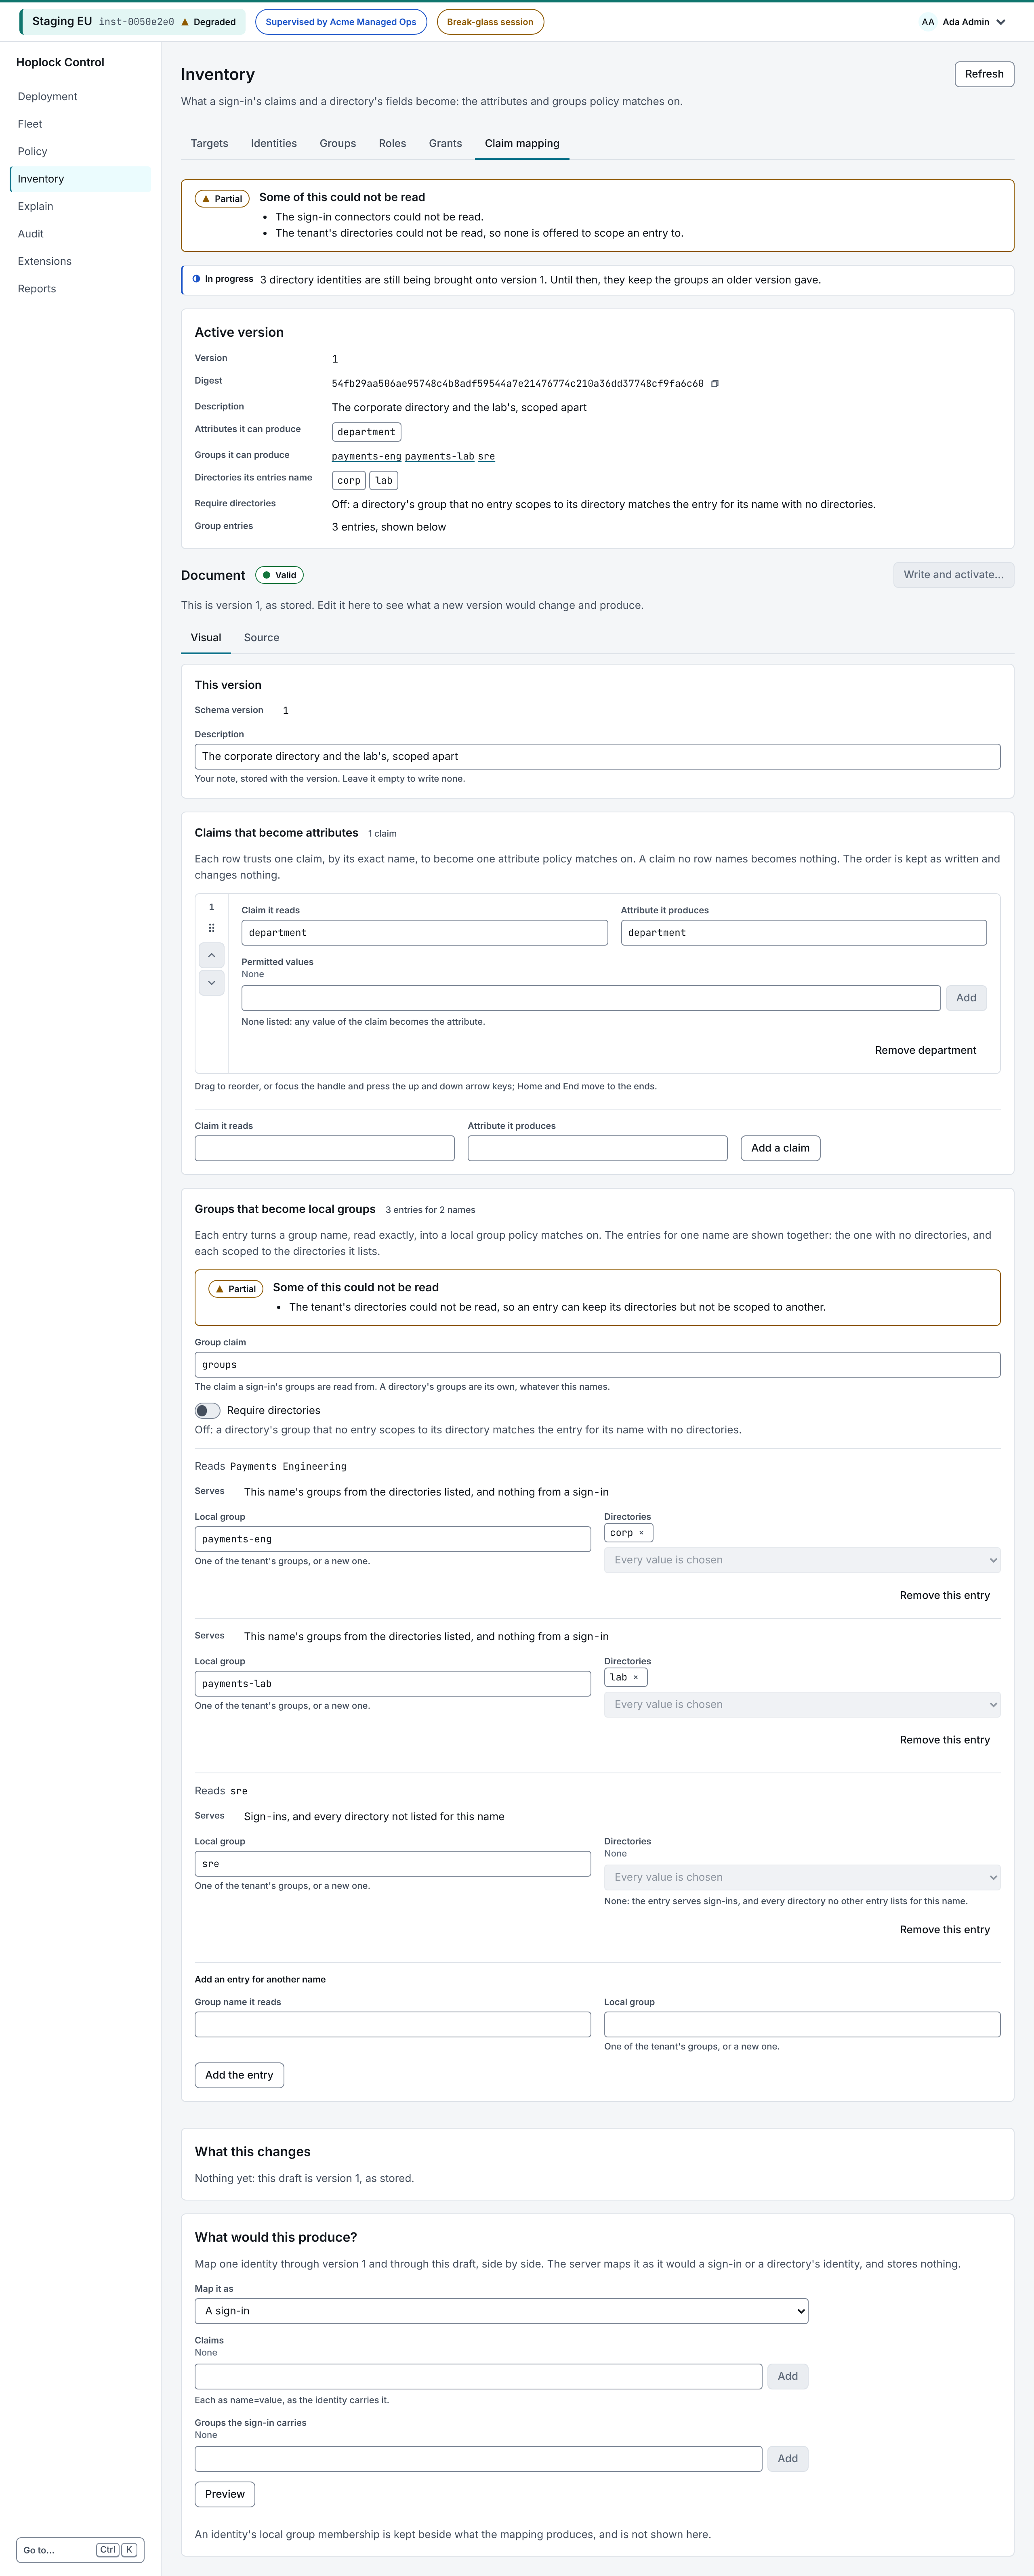 Staging EU inst-0050e2e0 Degraded
Supervised by Acme Managed Ops
Break-glass session
AA Ada Admin
Hoplock Control
Deployment
Fleet
Policy
Inventory
Explain
Audit
Extensions
Reports
Go to... Ctrl K
Inventory
Refresh
What a sign-in's claims and a directory's fields become: the attributes and groups policy matches on.
Targets Identities Groups Roles Grants Claim mapping
Partial Some of this could not be read
• The sign-in connectors could not be read.
• The tenant's directories could not be read, so none is offered to scope an entry to.
In progress 3 directory identities are still being brought onto version 1. Until then, they keep the groups an older version gave.
Active version
Version 1
Digest 54fb29aa506ae95748c4b8adf59544a7e21476774c210a36dd37748cf9fa6c60
Description The corporate directory and the lab's, scoped apart
Attributes it can produce department
Groups it can produce payments-eng payments-lab sre
Directories its entries name corp lab
Require directories Off: a directory's group that no entry scopes to its directory matches the entry for its name with no directories.
Group entries 3 entries, shown below
Document Valid
Write and activate...
This is version 1, as stored. Edit it here to see what a new version would change and produce.
Visual Source
This version
Schema version 1
Description
The corporate directory and the lab's, scoped apart
Your note, stored with the version. Leave it empty to write none.
Claims that become attributes 1 claim
Each row trusts one claim, by its exact name, to become one attribute policy matches on. A claim no row names becomes nothing. The order is kept as written and
changes nothing.
1
Claim it reads Attribute it produces
department department
Permitted values
None
Add
None listed: any value of the claim becomes the attribute.
Remove department
Drag to reorder, or focus the handle and press the up and down arrow keys; Home and End move to the ends.
Claim it reads Attribute it produces
Add a claim
Groups that become local groups 3 entries for 2 names
Each entry turns a group name, read exactly, into a local group policy matches on. The entries for one name are shown together: the one with no directories, and
each scoped to the directories it lists.
Partial Some of this could not be read
• The tenant's directories could not be read, so an entry can keep its directories but not be scoped to another.
Group claim
groups
The claim a sign-in's groups are read from. A directory's groups are its own, whatever this names.
Require directories
Off: a directory's group that no entry scopes to its directory matches the entry for its name with no directories.
Reads Payments Engineering
Serves This name's groups from the directories listed, and nothing from a sign-in
Local group Directories
payments-eng corp ×
Every value is chosen
One of the tenant's groups, or a new one.
Remove this entry
Serves This name's groups from the directories listed, and nothing from a sign-in
Local group Directories
payments-lab lab ×
Every value is chosen
One of the tenant's groups, or a new one.
Remove this entry
Reads sre
Serves Sign-ins, and every directory not listed for this name
Local group Directories
None
sre Every value is chosen
One of the tenant's groups, or a new one.
None: the entry serves sign-ins, and every directory no other entry lists for this name.
Remove this entry
Add an entry for another name
Group name it reads Local group
One of the tenant's groups, or a new one.
Add the entry
What this changes
Nothing yet: this draft is version 1, as stored.
What would this produce?
Map one identity through version 1 and through this draft, side by side. The server maps it as it would a sign-in or a directory's identity, and stores nothing.
Map it as
A sign-in
Claims
None
Add
Each as name=value, as the identity carries it.
Groups the sign-in carries
None
Add
Preview
An identity's local group membership is kept beside what the mapping produces, and is not shown here.